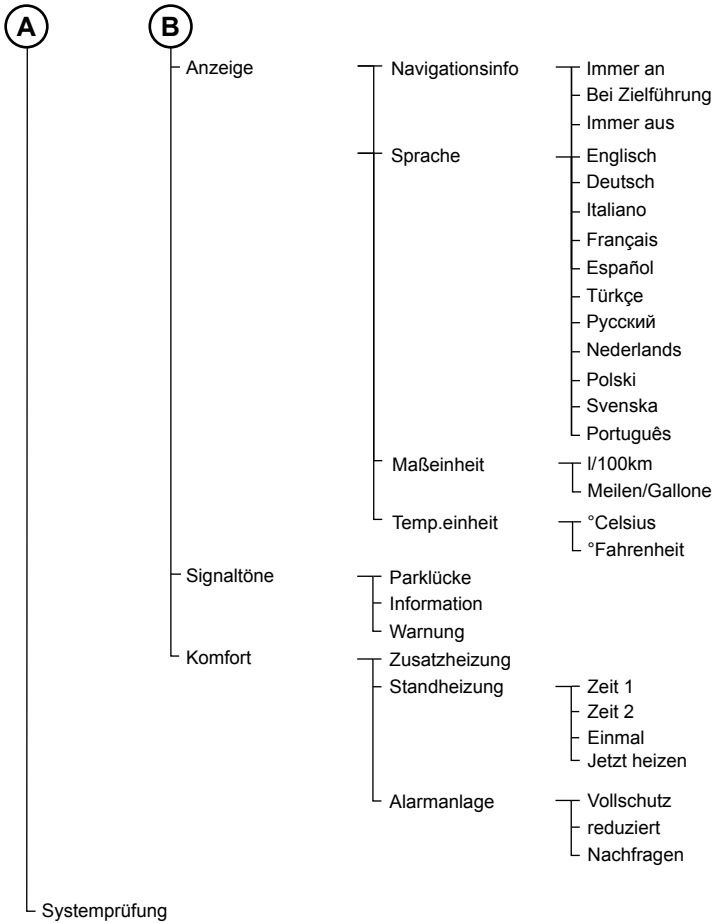 A B
Anzeige Navigationsinfo Immer an
Bei Zielführung
Immer aus
Sprache Englisch
Deutsch
Italiano
Français
Español
Türkçe
Русский
Nederlands
Polski
Svenska
Português
Maßeinheit l/100km
Meilen/Gallone
Temp.einheit °Celsius
°Fahrenheit
Signaltöne Parklücke
Information
Warnung
Komfort Zusatzheizung
Standheizung Zeit 1
Zeit 2
Einmal
Jetzt heizen
Alarmanlage Vollschutz
reduziert
Nachfragen
Systemprüfung